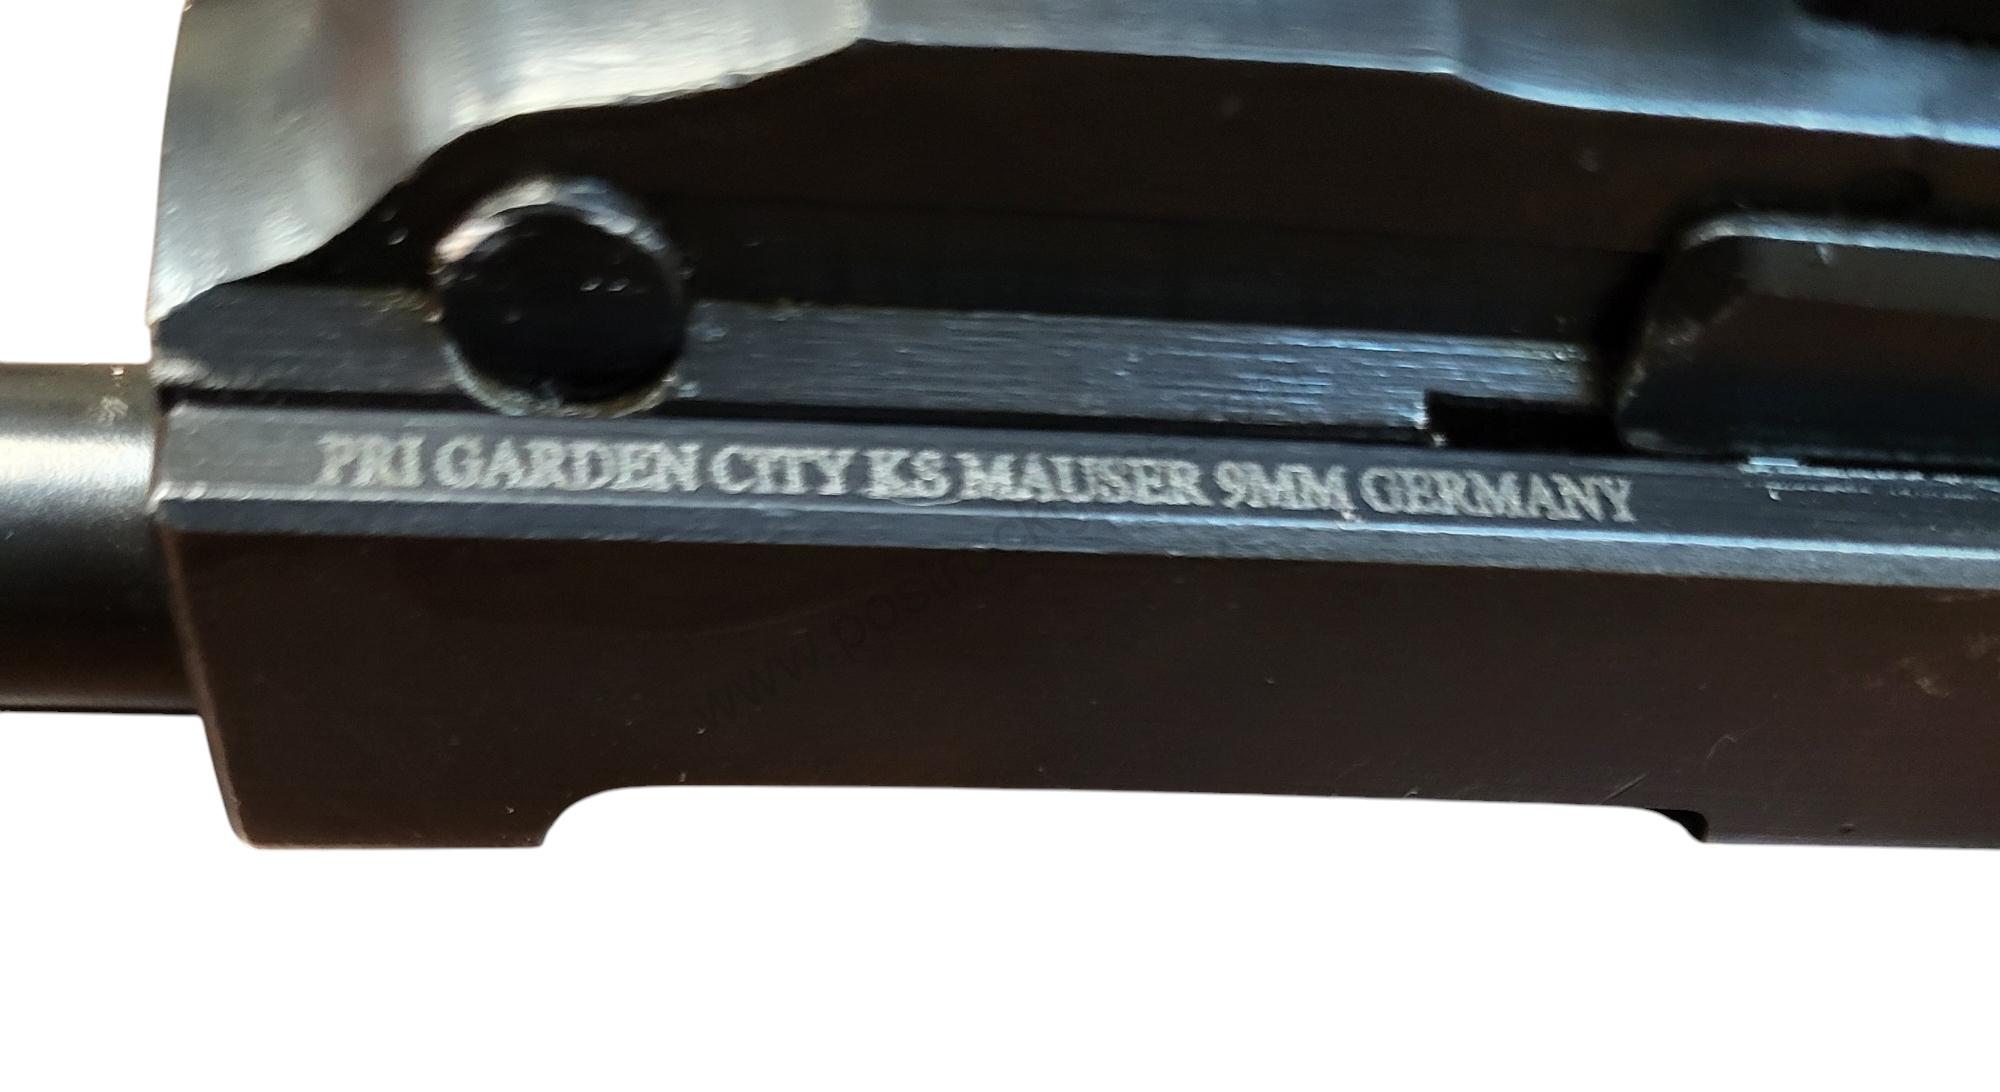 PRI GARDEN CITY KS MAUSER 9MM GERMANY